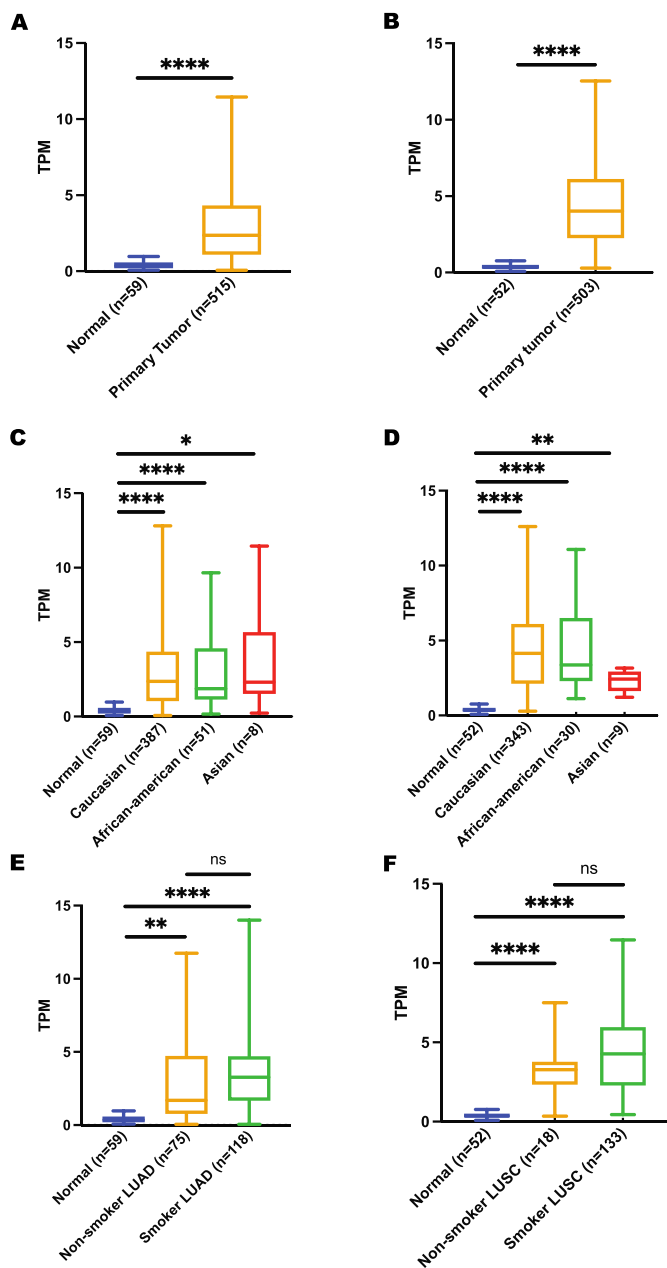 A
15
10
5
0
TPM
****
Normal (n=59)
Primary Tumor (n=515)
B
15
10
5
0
TPM
****
Normal (n=52)
Primary tumor (n=503)
C
15
10
5
0
TPM
*
****
****
Normal (n=59)
Caucasian (n=387)
African-american (n=51)
Asian (n=8)
D
15
10
5
0
TPM
**
****
****
Normal (n=52)
Caucasian (n=343)
African-american (n=30)
Asian (n=9)
E
15
10
5
0
TPM
ns
****
**
Normal (n=59)
Non-smoker LUAD (n=75)
Smoker LUAD (n=118)
F
15
10
5
0
TPM
ns
****
****
Normal (n=52)
Non-smoker LUSC (n=18)
Smoker LUSC (n=133)